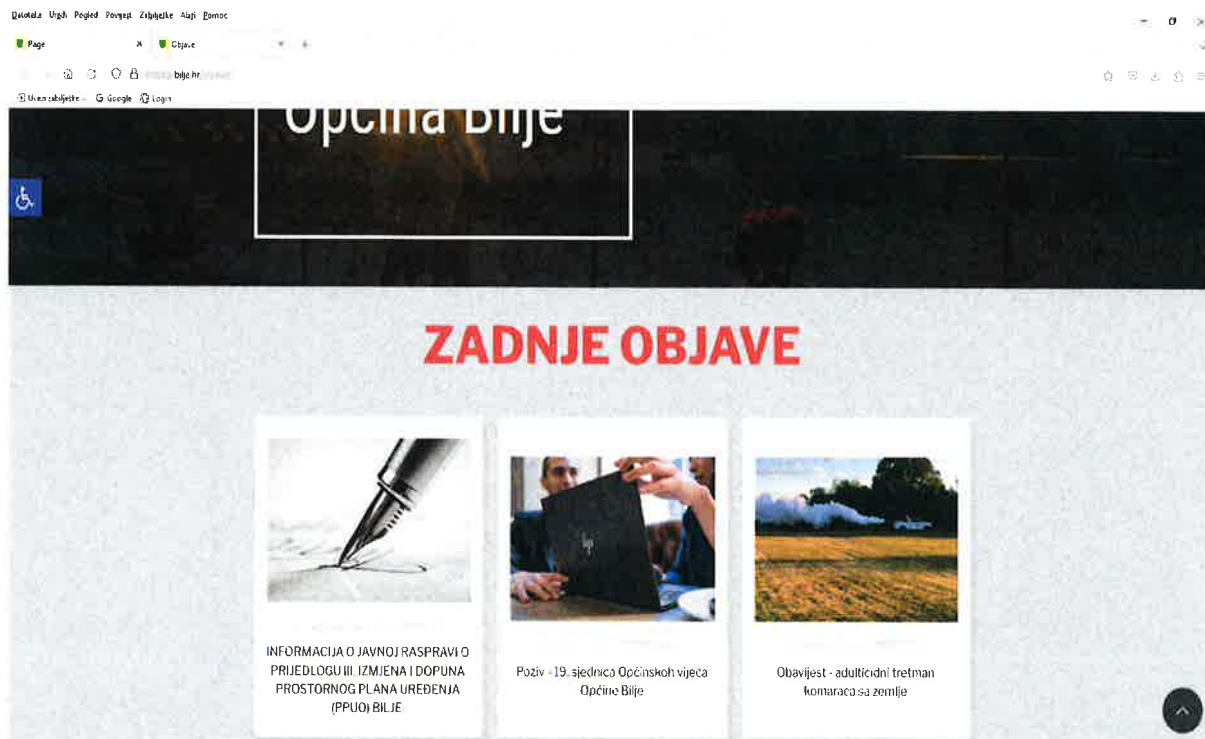 Datoteka Uredi Pogled Povijest Zabilješke Alati Pomoć
Page
Objave
bilje.hr
G Google Login
Općina Bilje
ZADNJE OBJAVE
INFORMACIJA O JAVNOJ RASPRAVI O
PRIJEDLOGU III. IZMJENA I DOPUNA
PROSTORNOG PLANA UREĐENJA
(PPUO) BILJE
Poziv - 19. sjednica Općinskoh vijeća
Općine Bilje
Obavijest - adulticidni tretman
komaraca sa zemlje
hp